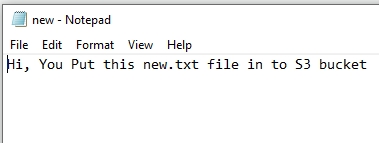 new - Notepad
File Edit Format View Help
Hi, You Put this new.txt file in to S3 bucket